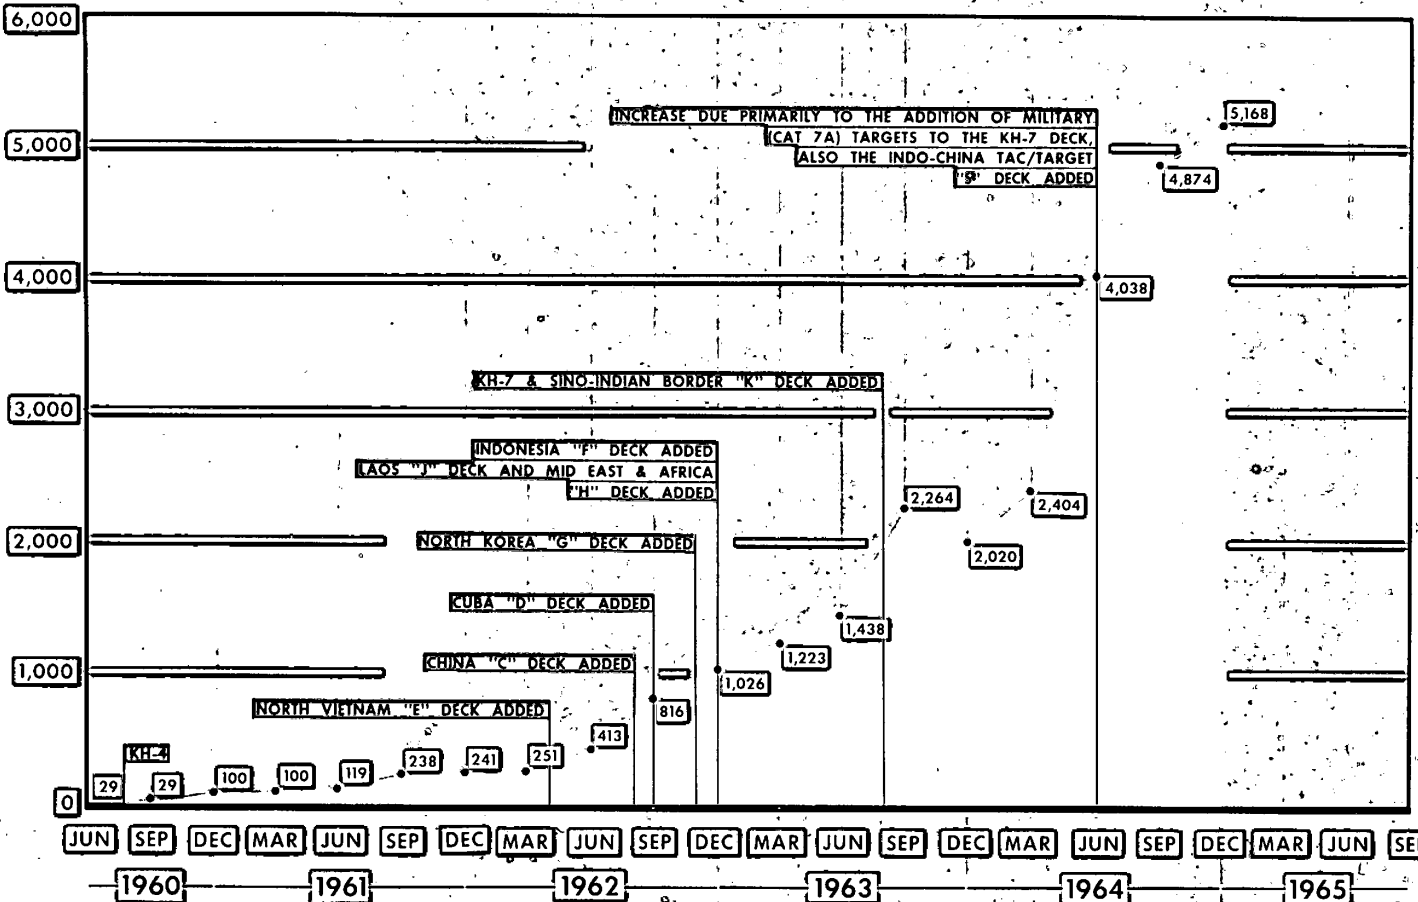 6,000
5,000
4,000
3,000
2,000
1,000
0
INCREASE DUE PRIMARILY TO THE ADDITION OF MILITARY
(CAT 7A) TARGETS TO THE KH-7 DECK,
ALSO THE INDO-CHINA TAC/TARGET
DECK ADDED
5,168
4,874
4,038
KH-7 & SINO-INDIAN BORDER "K" DECK ADDED
INDONESIA "F" DECK ADDED
LAOS "J" DECK AND MID EAST & AFRICA
"H" DECK ADDED
2,264
2,404
2,020
NORTH KOREA "G" DECK ADDED
CUBA "D" DECK ADDED
1,438
1,223
CHINA "C" DECK ADDED
1,026
NORTH VIETNAM "E" DECK ADDED
816
413
KH-4
29
29
100
100
119
238
241
251
JUN SEP DEC MAR JUN SEP DEC MAR JUN SEP DEC MAR JUN SEP DEC MAR JUN SEP DEC MAR JUN SE
1960 1961 1962 1963 1964 1965